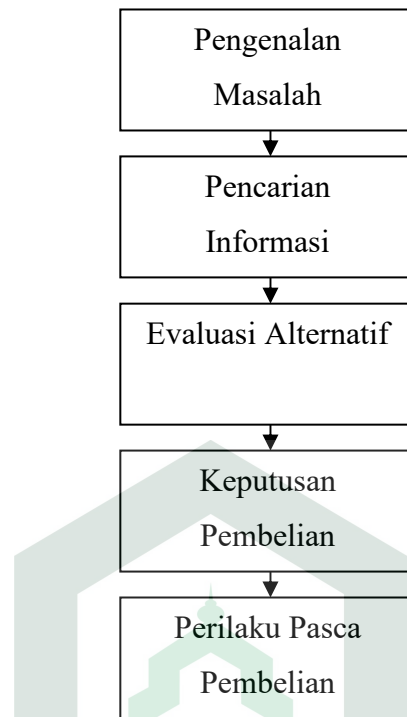 Pengenalan
Masalah
Pencarian
Informasi
Evaluasi Alternatif
Keputusan
Pembelian
Perilaku Pasca
Pembelian